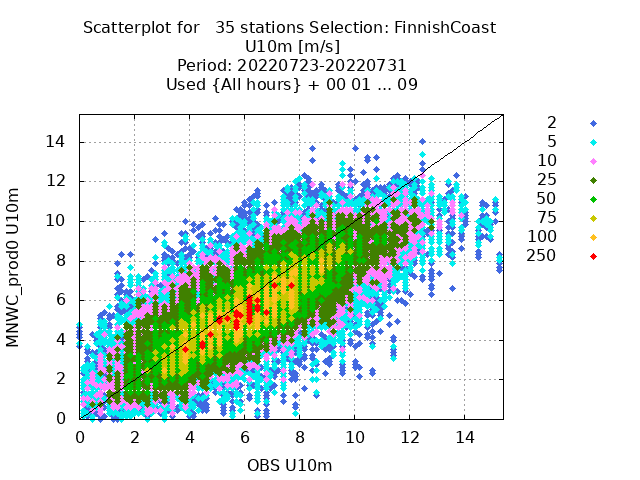 Scatterplot for   35 stations Selection: FinnishCoast
U10m [m/s]
Period: 20220723-20220731
Used {All hours} + 00 01 ... 09
MNWC_prod0 U10m
14
12
10
8
6
4
2
0
0 2 4 6 8 10 12 14
OBS U10m
2
5
10
25
50
75
100
250